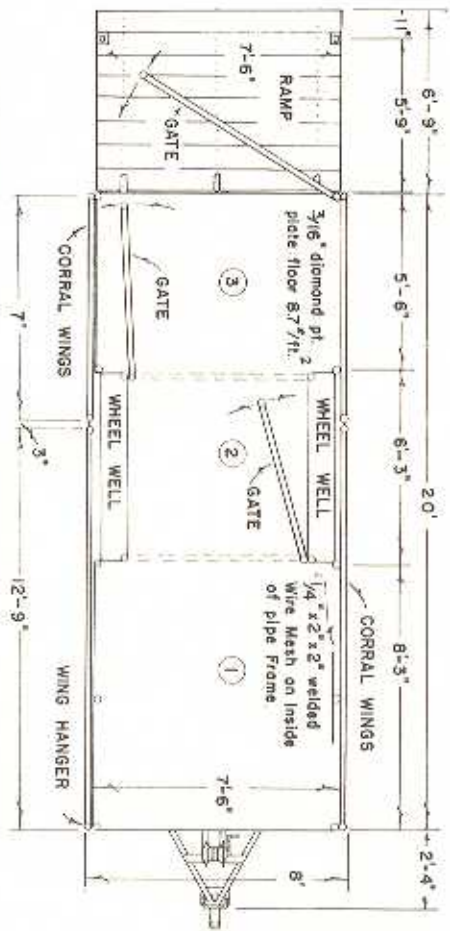 11"
5'-9"
6'-9"
7'-6"
RAMP
GATE
3/16" diamond pt.
plate floor 8.7#/ft.2
3
GATE
CORRAL WINGS
7"
3"
5'-6"
6'-3"
20'
8'-3"
WHEEL WELL
2
GATE
WHEEL WELL
1/4" x 2" x 2" welded
Wire Mesh on Inside
of pipe Frame
1
CORRAL WINGS
7'-6"
8'
2'-4"
12'-9"
WING HANGER